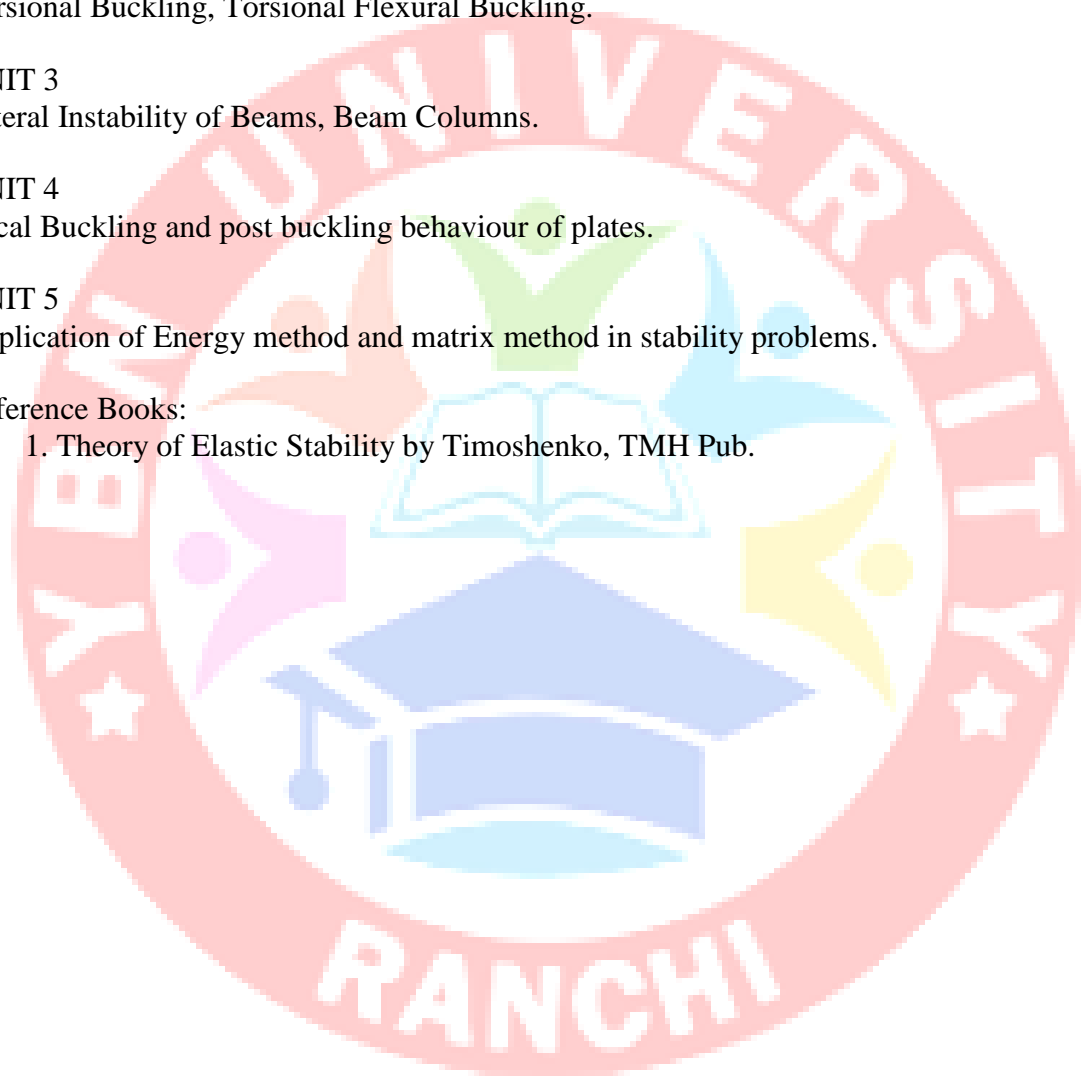 rsional Buckling, Torsional Flexural Buckling.
NIT 3
teral Instability of Beams, Beam Columns.
NIT 4
cal Buckling and post buckling behaviour of plates.
NIT 5
plication of Energy method and matrix method in stability problems.
ference Books:
1. Theory of Elastic Stability by Timoshenko, TMH Pub.
YBN UNIVERSITY
RANCHI